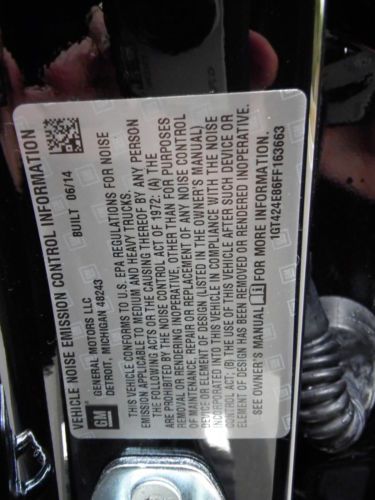 VEHICLE NOISE EMISSION CONTROL INFORMATION
BUILT 06/14
GM
GENERAL MOTORS LLC
DETROIT, MICHIGAN 48243
THIS VEHICLE CONFORMS TO U.S. EPA REGULATIONS FOR NOISE
EMISSION APPLICABLE TO MEDIUM AND HEAVY TRUCKS.
THE FOLLOWING ACTS OR THE CAUSING THEREOF BY ANY PERSON
ARE PROHIBITED BY THE NOISE CONTROL ACT OF 1972: (A) THE
REMOVAL OR RENDERING INOPERATIVE, OTHER THAN FOR PURPOSES
OF MAINTENANCE, REPAIR OR REPLACEMENT OF ANY NOISE CONTROL
DEVICE OR ELEMENT OF DESIGN (LISTED IN THE OWNER'S MANUAL)
INCORPORATED INTO THIS VEHICLE IN COMPLIANCE WITH THE NOISE
CONTROL ACT; (B) THE USE OF THIS VEHICLE AFTER SUCH DEVICE OR
ELEMENT OF DESIGN HAS BEEN REMOVED OR RENDERED INOPERATIVE.
SEE OWNER'S MANUAL FOR MORE INFORMATION.
1GT424E86FF163663